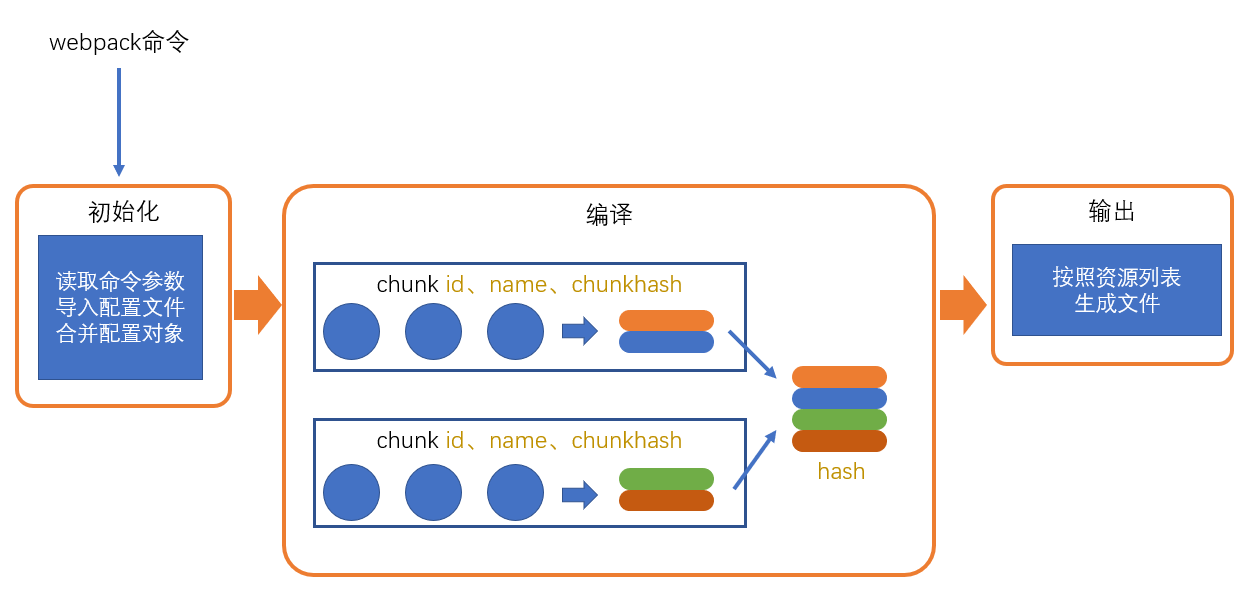 webpack命令
初始化
读取命令参数
导入配置文件
合并配置对象
编译
chunk id、name、chunkhash
chunk id、name、chunkhash
hash
输出
按照资源列表
生成文件